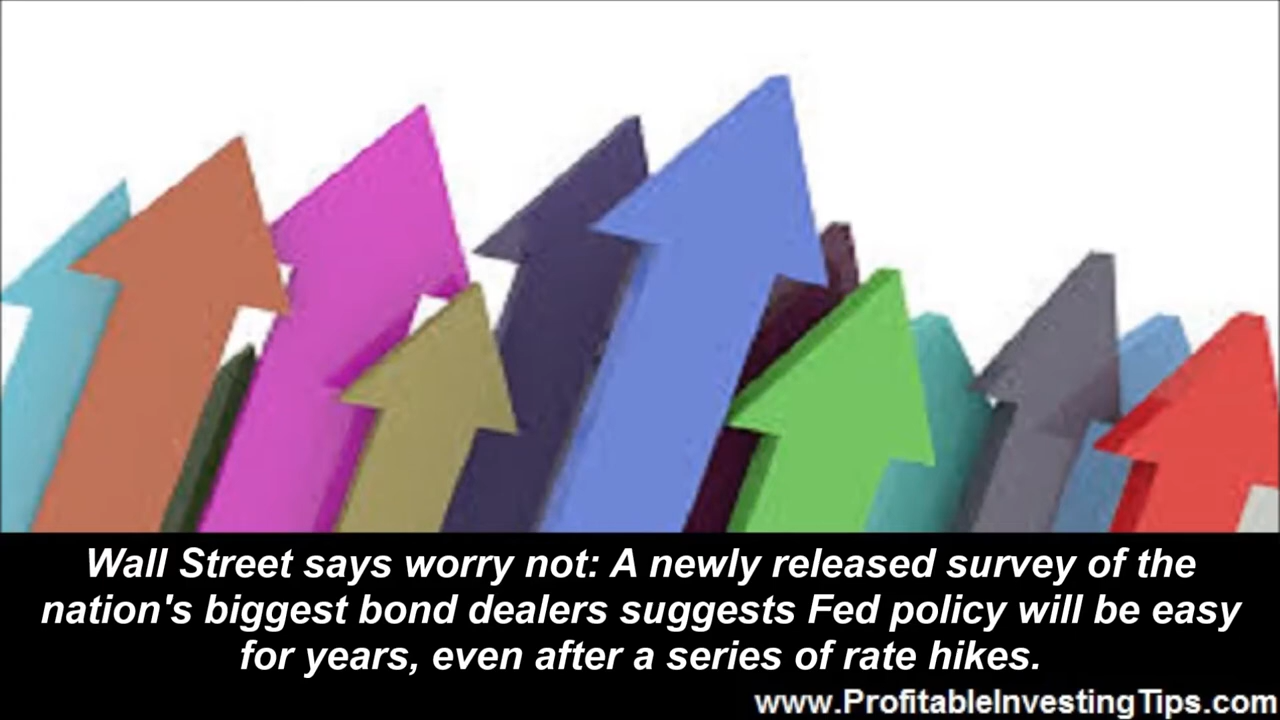 Wall Street says worry not: A newly released survey of the
nation's biggest bond dealers suggests Fed policy will be easy
for years, even after a series of rate hikes.
www.ProfitableInvestingTips.com